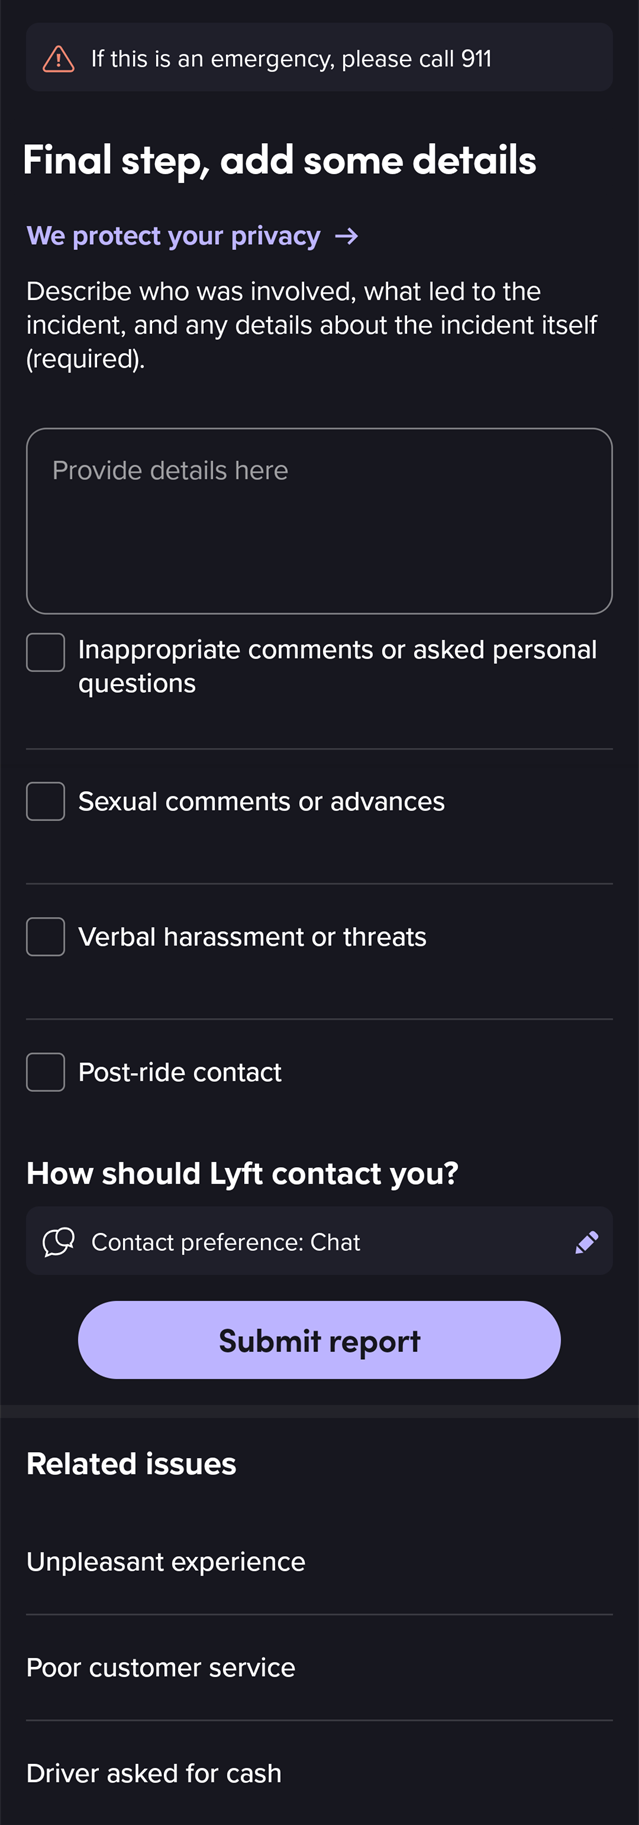 If this is an emergency, please call 911
Final step, add some details
We protect your privacy →
Describe who was involved, what led to the
incident, and any details about the incident itself
(required).
Provide details here
Inappropriate comments or asked personal
questions
Sexual comments or advances
Verbal harassment or threats
Post-ride contact
How should Lyft contact you?
Contact preference: Chat
Submit report
Related issues
Unpleasant experience
Poor customer service
Driver asked for cash